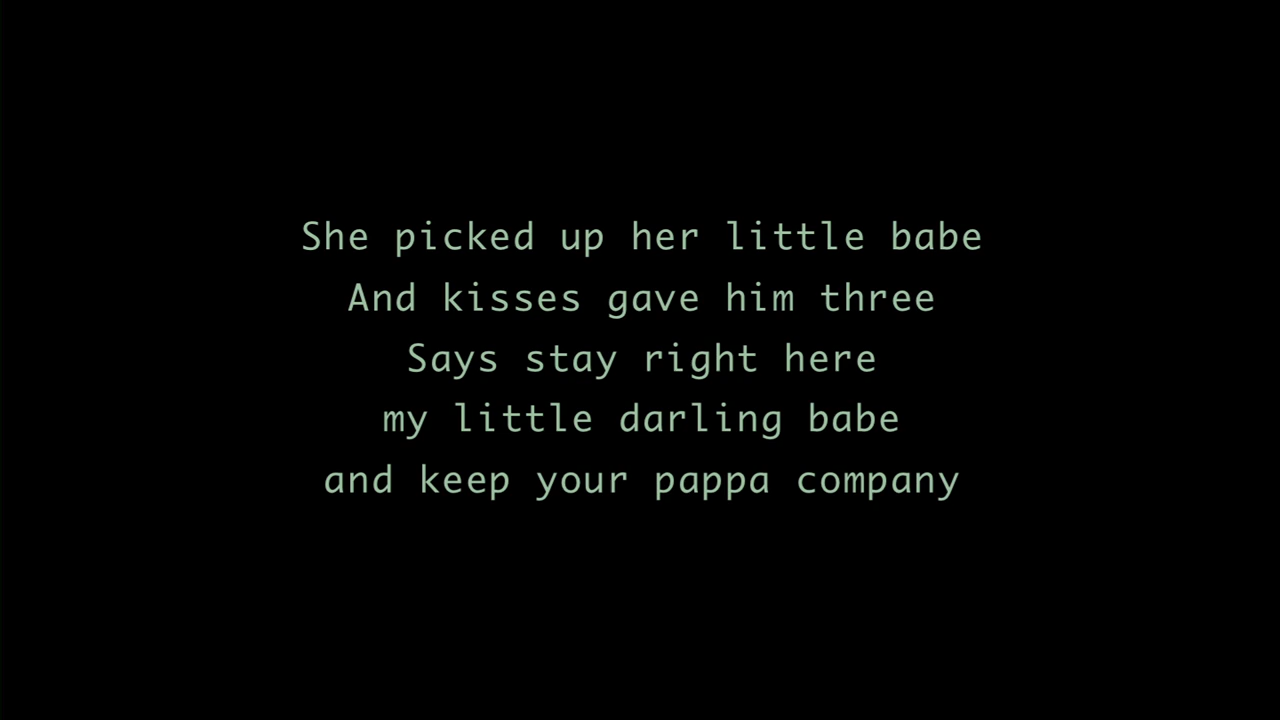 She picked up her little babe
And kisses gave him three
Says stay right here
my little darling babe
and keep your pappa company